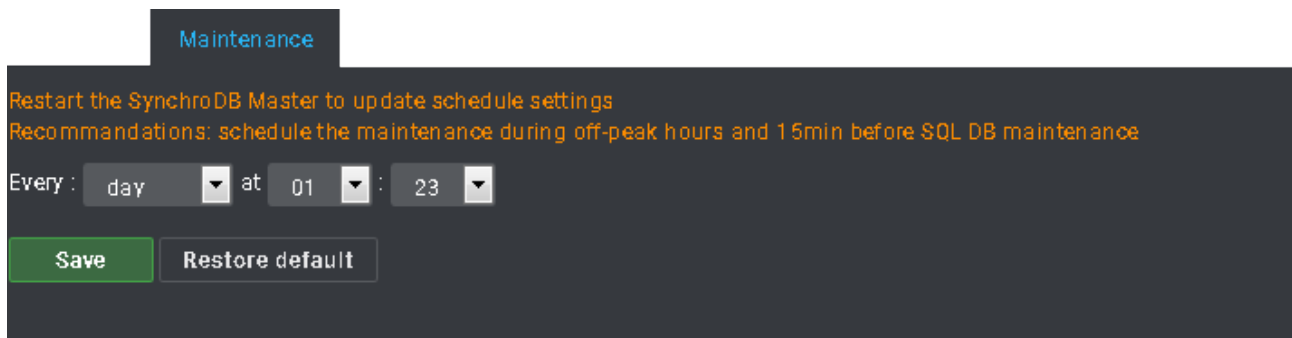 Maintenance
Restart the SynchroDB Master to update schedule settings
Recommandations: schedule the maintenance during off-peak hours and 15min before SQL DB maintenance
Every : day at 01 : 23
Save Restore default